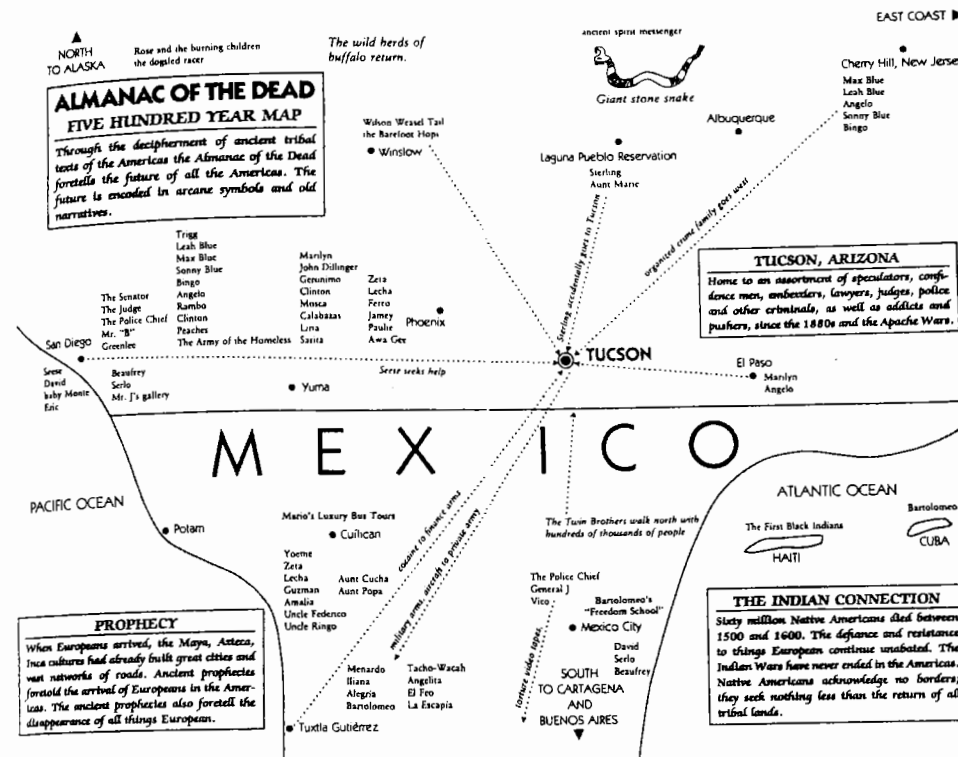 EAST COAST
NORTH
TO ALASKA
Rose and the burning children
the dogsled racer
The wild herds of
buffalo return.
ancient spirit messenger
Giant stone snake
Cherry Hill, New Jerse
Max Blue
Leah Blue
Angelo
Sonny Blue
Bingo
ALMANAC OF THE DEAD
FIVE HUNDRED YEAR MAP
Through the decipherment of ancient tribal
texts of the Americas the Almanac of the Dead
foretells the future of all the Americas. The
future is encoded in arcane symbols and old
narratives.
Wilson Weasel Tail
the Barefoot Hopi
Winslow
Albuquerque
Laguna Pueblo Reservation
Sterling
Aunt Marie
Sterling accidentally goes to Tucson
organized crime family goes west
TUCSON, ARIZONA
Home to an assortment of speculators, confi-
dence men, embezzlers, lawyers, judges, police
and other criminals, as well as addicts and
pushers, since the 1880s and the Apache Wars.
The Senator
The Judge
The Police Chief
Mr. "B"
Greenlee
Trigg
Leah Blue
Max Blue
Sonny Blue
Bingo
Angelo
Rambo
Clinton
Peaches
The Army of the Homeless
Marilyn
John Dillinger
Geronimo
Clinton
Mosca
Calabazas
Liria
Sarita
Zeta
Lecha
Ferro
Jamey
Paulie
Awa Gee
Phoenix
San Diego
TUCSON
Seese seeks help
El Paso
Marilyn
Angelo
Seese
David
baby Monte
Eric
Beaufrey
Serlo
Mr. J's gallery
Yuma
MEXICO
PACIFIC OCEAN
ATLANTIC OCEAN
Potam
Mario's Luxury Bus Tours
Culican
Yoeme
Zeta
Lecha
Guzman
Amalia
Uncle Federico
Uncle Ringo
Aunt Cucha
Aunt Popa
cocaine to finance arms
military arms, aircraft to private army
The Twin Brothers walk north with
hundreds of thousands of people
The First Black Indians
HAITI
Bartolomeo
CUBA
The Police Chief
General J
Vico
Bartolomeo's
"Freedom School"
Mexico City
David
Serlo
Beaufrey
torture video tapes,
SOUTH
TO CARTAGENA
AND
BUENOS AIRES
PROPHECY
When Europeans arrived, the Maya, Azteca,
Inca cultures had already built great cities and
vast networks of roads. Ancient prophecies
foretold the arrival of Europeans in the Amer-
icas. The ancient prophecies also foretell the
disappearance of all things European.
Menardo
Iliana
Alegria
Bartolomeo
Tacho-Wacah
Angelita
El Feo
La Escapía
Tuxtla Gutiérrez
THE INDIAN CONNECTION
Sixty million Native Americans died between
1500 and 1600. The defiance and resistance
to things European continue unabated. The
Indian Wars have never ended in the Americas.
Native Americans acknowledge no borders;
they seek nothing less than the return of all
tribal lands.